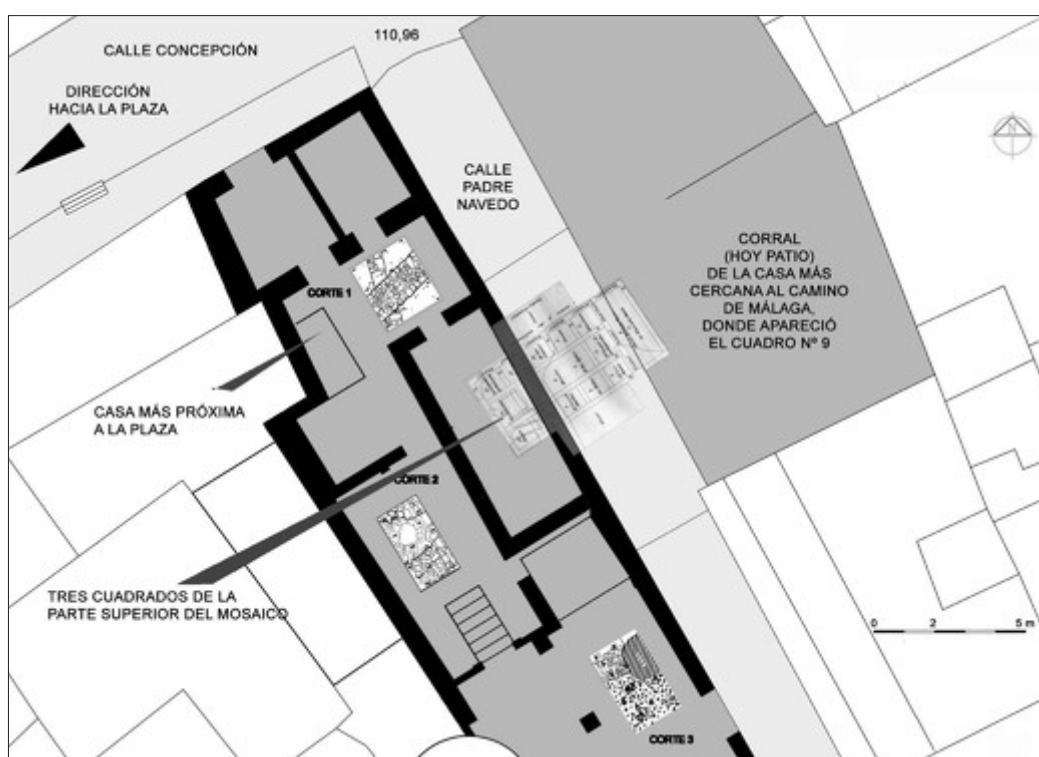 CALLE CONCEPCIÓN
110,96
DIRECCIÓN
HACIA LA PLAZA
N
CALLE
PADRE
NAVEDO
CORRAL
(HOY PATIO)
DE LA CASA MÁS
CERCANA AL CAMINO
DE MÁLAGA,
DONDE APARECIÓ
EL CUADRO Nº 9
CORTE 1
CASA MÁS PRÓXIMA
A LA PLAZA
CORTE 2
TRES CUADRADOS DE LA
PARTE SUPERIOR DEL MOSAICO
0 2 5 m
CORTE 3